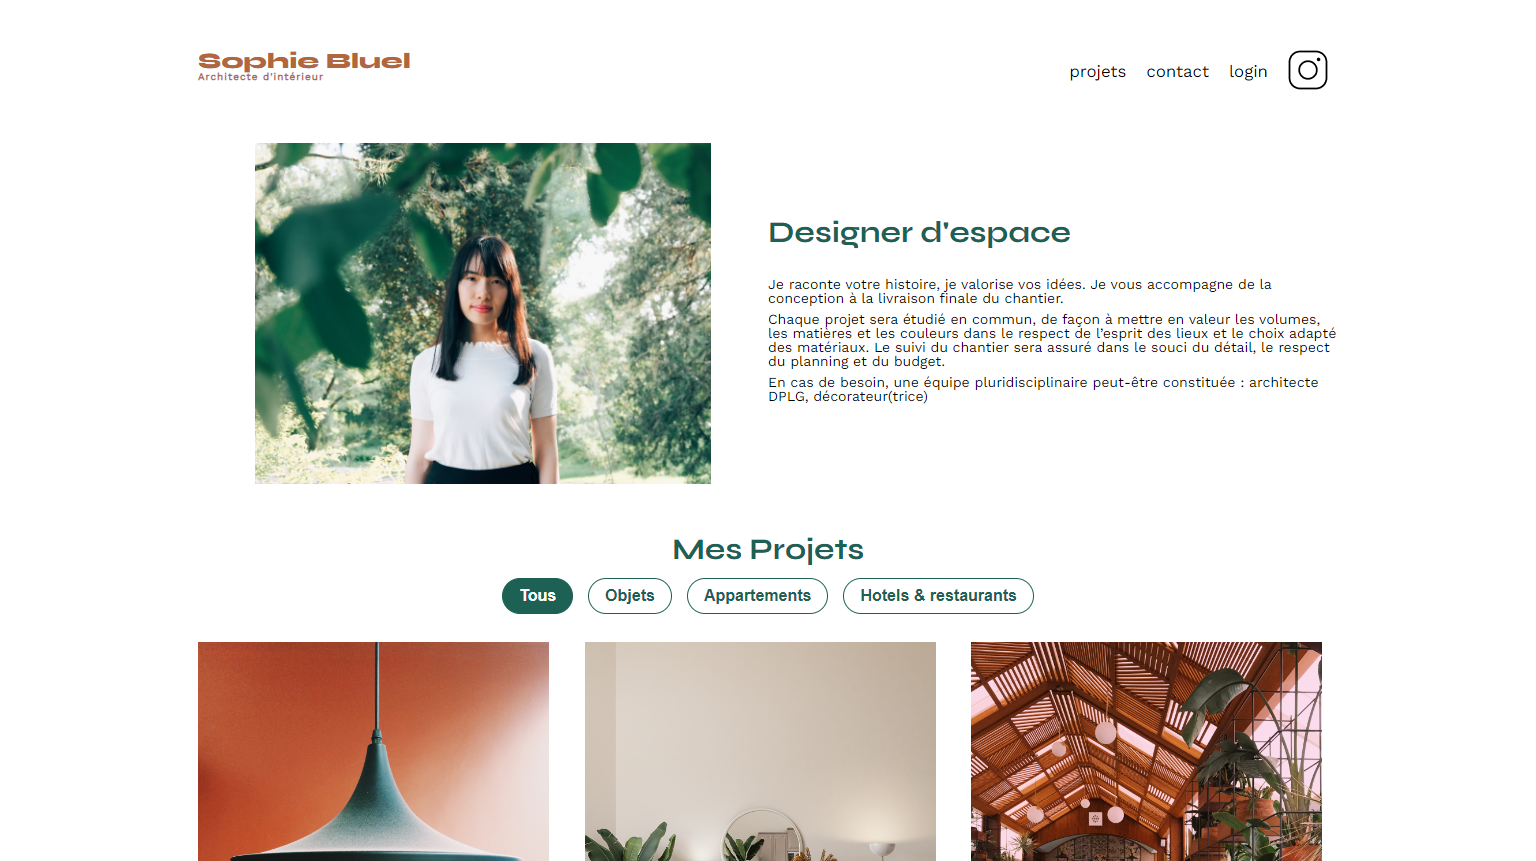 Sophie Bluel
Architecte d'intérieur
projets
contact
login
Designer d'espace
Je raconte votre histoire, je valorise vos idées. Je vous accompagne de la
conception à la livraison finale du chantier.
Chaque projet sera étudié en commun, de façon à mettre en valeur les volumes,
les matières et les couleurs dans le respect de l’esprit des lieux et le choix adapté
des matériaux. Le suivi du chantier sera assuré dans le souci du détail, le respect
du planning et du budget.
En cas de besoin, une équipe pluridisciplinaire peut-être constituée : architecte
DPLG, décorateur(trice)
Mes Projets
Tous
Objets
Appartements
Hotels & restaurants